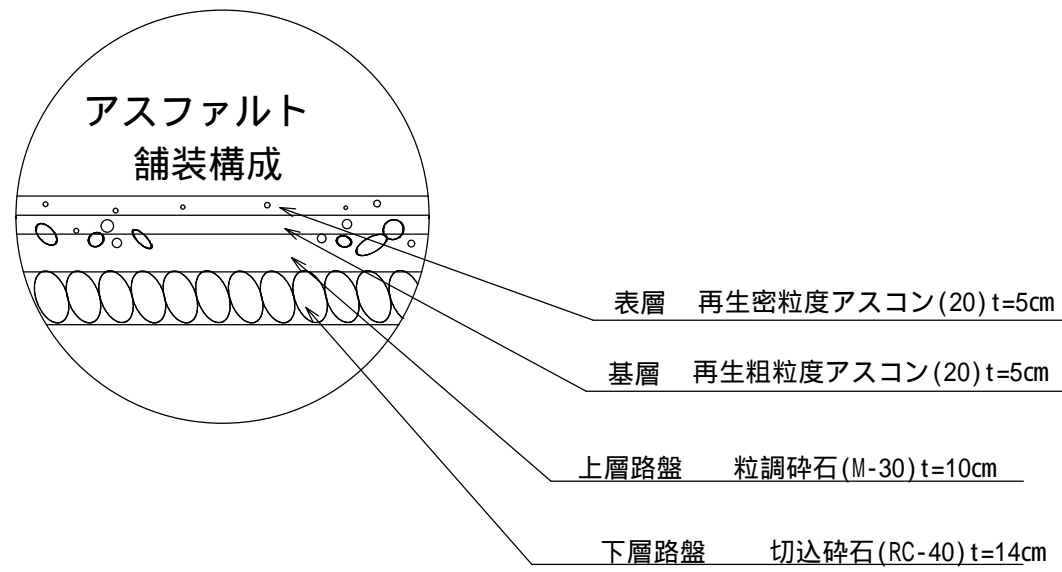 アスファルト
舗装構成
表層 再生密粒度アスコン(20)t=5㎝
基層 再生粗粒度アスコン(20)t=5㎝
上層路盤 粒調砕石(M-30)t=10㎝
下層路盤 切込砕石(RC-40)t=14㎝